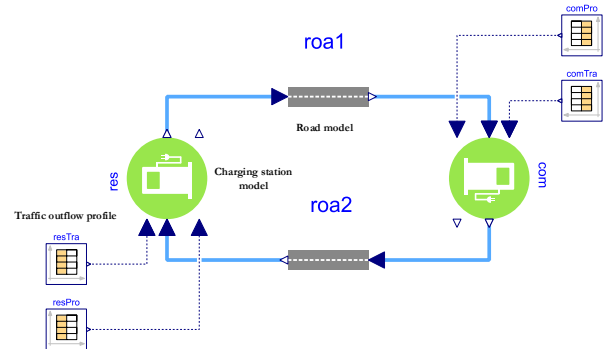 comPro
roa1
comTra
Road model
res
Charging station
model
com
roa2
Traffic outflow profile
resTra
resPro